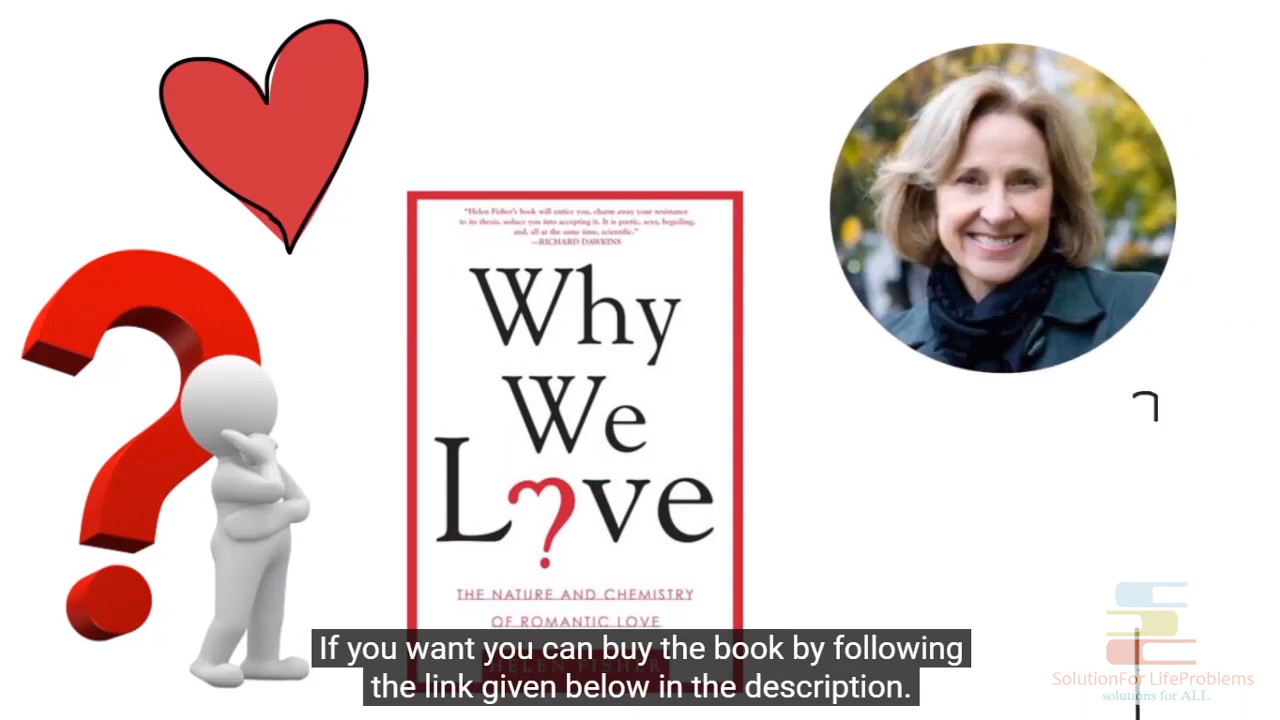 "Helen Fisher's book will entice you, charm away your resistance
to its thesis, seduce you into accepting it. It is poetic, sexy, beguiling,
and, all at the same time, scientific."
—RICHARD DAWKINS
Why
We
Love
THE NATURE AND CHEMISTRY
OF ROMANTIC LOVE
HELEN FISHER
If you want you can buy the book by following
the link given below in the description.
SolutionFor LifeProblems
solutions for ALL